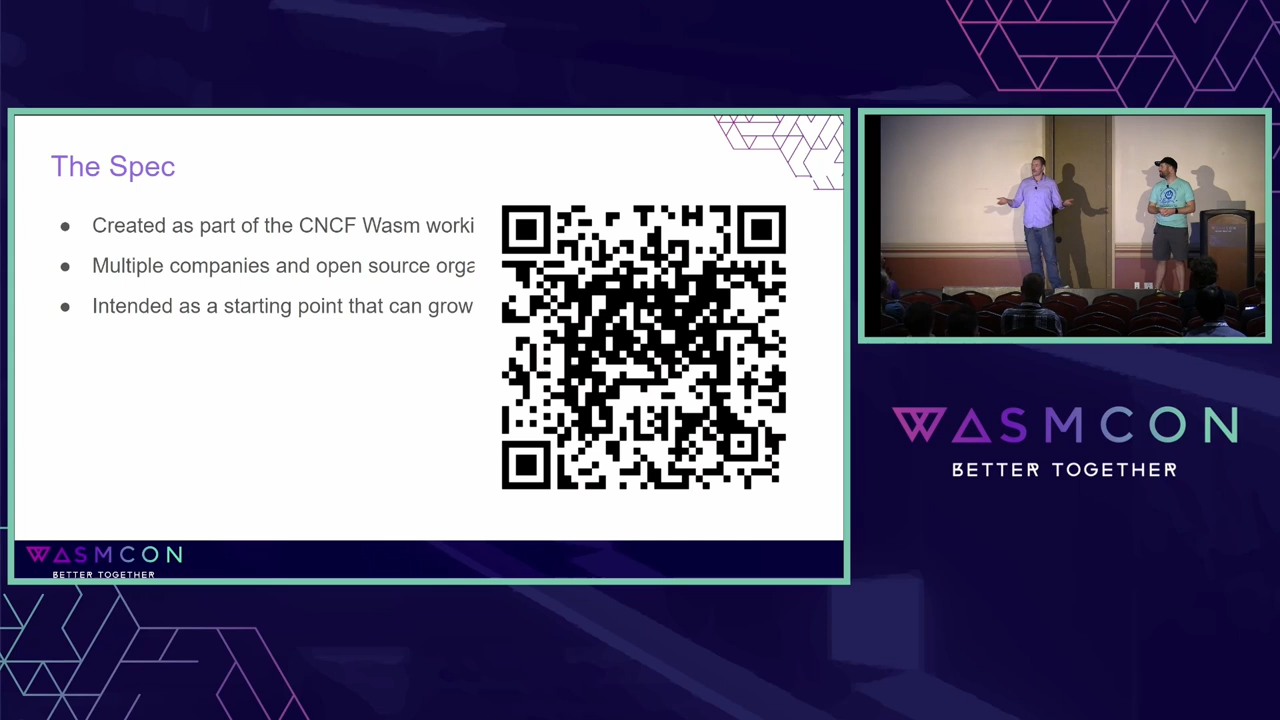 The Spec
● Created as part of the CNCF Wasm worki
● Multiple companies and open source orga
● Intended as a starting point that can grow
WASMCON
BETTER TOGETHER
WASMCON
BETTER TOGETHER